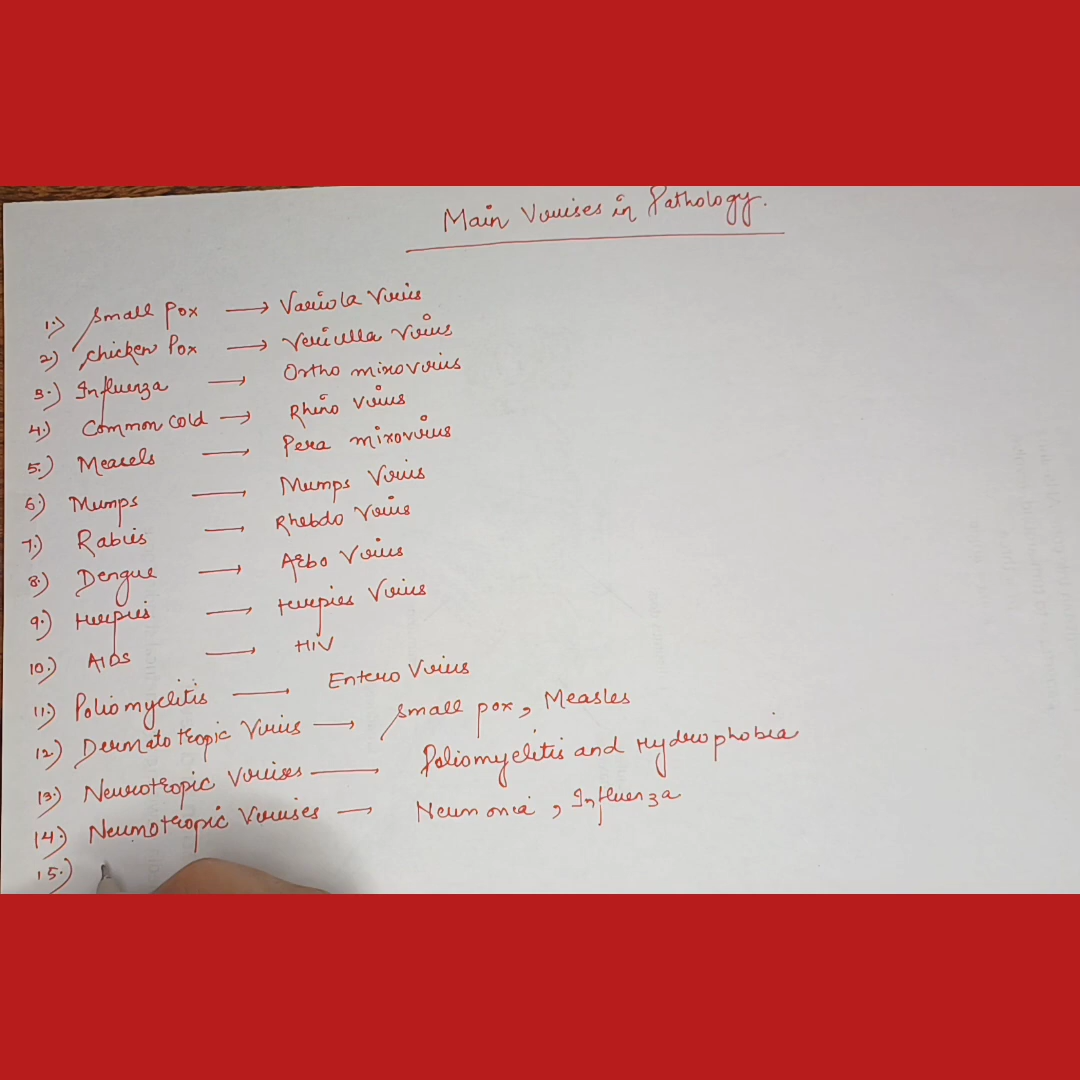 Main Viruises in Pathology.
1.) Small Pox → Variola Virus
2.) Chicken Pox → Vericilla Virus
3.) Influenza → Ortho mixovirus
4.) Common Cold → Rhino virus
5.) Measels → Pera mixovirus
6.) Mumps → Mumps Virus
7.) Rabies → Rhebdo Virus
8.) Dengue → Arbo Virus
9.) Herpies → Herpies Virus
10.) AIDS → HIV
11.) Poliomyelitis → Entero Virus
12.) Dermato tropic Virus → Small pox, Measles
13.) Neurotropic Viruses → Poliomyelitis and Hydrophobia
14.) Neumotropic Viruses → Neumonia, Influenza
15.)